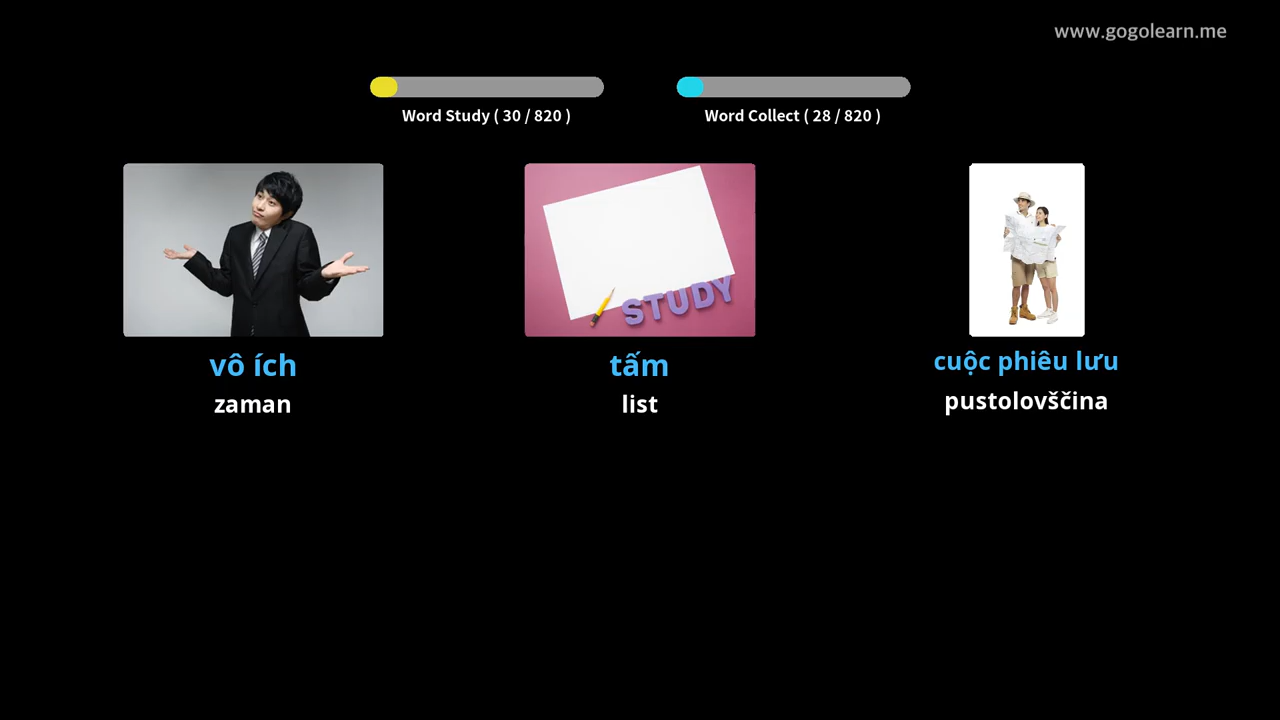 www.gogolearn.me
Word Study ( 30 / 820 )
Word Collect ( 28 / 820 )
STUDY
vô ích
zaman
tấm
list
cuộc phiêu lưu
pustolovščina